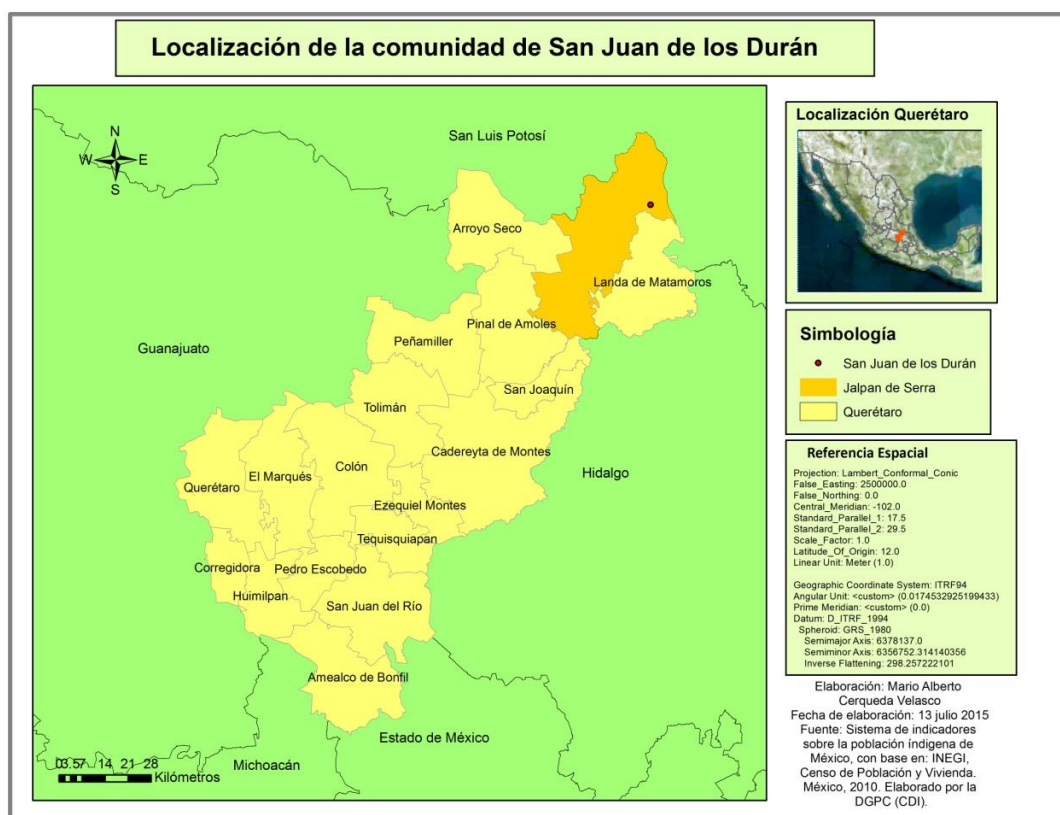 Localización de la comunidad de San Juan de los Durán
N
W E
S
San Luis Potosí
Arroyo Seco
Landa de Matamoros
Pinal de Amoles
Guanajuato
Peñamiller
San Joaquín
Tolimán
Cadereyta de Montes
Colón
El Marqués
Hidalgo
Querétaro
Ezequiel Montes
Tequisquiapan
Corregidora
Pedro Escobedo
Huimilpan
San Juan del Río
Amealco de Bonfil
Estado de México
Michoacán
03.57 14 21 28
Kilómetros
Localización Querétaro
Simbología
San Juan de los Durán
Jalpan de Serra
Querétaro
Referencia Espacial
Projection: Lambert_Conformal_Conic
False_Easting: 2500000.0
False_Northing: 0.0
Central_Meridian: -102.0
Standard_Parallel_1: 17.5
Standard_Parallel_2: 29.5
Scale_Factor: 1.0
Latitude_Of_Origin: 12.0
Linear Unit: Meter (1.0)
Geographic Coordinate System: ITRF94
Angular Unit: <custom> (0.0174532925199433)
Prime Meridian: <custom> (0.0)
Datum: D_ITRF_1994
Spheroid: GRS_1980
Semimajor Axis: 6378137.0
Semiminor Axis: 6356752.314140356
Inverse Flattening: 298.257222101
Elaboración: Mario Alberto
Cerqueda Velasco
Fecha de elaboración: 13 julio 2015
Fuente: Sistema de indicadores
sobre la población índigena de
México, con base en: INEGI,
Censo de Población y Vivienda.
México, 2010. Elaborado por la
DGPC (CDI).